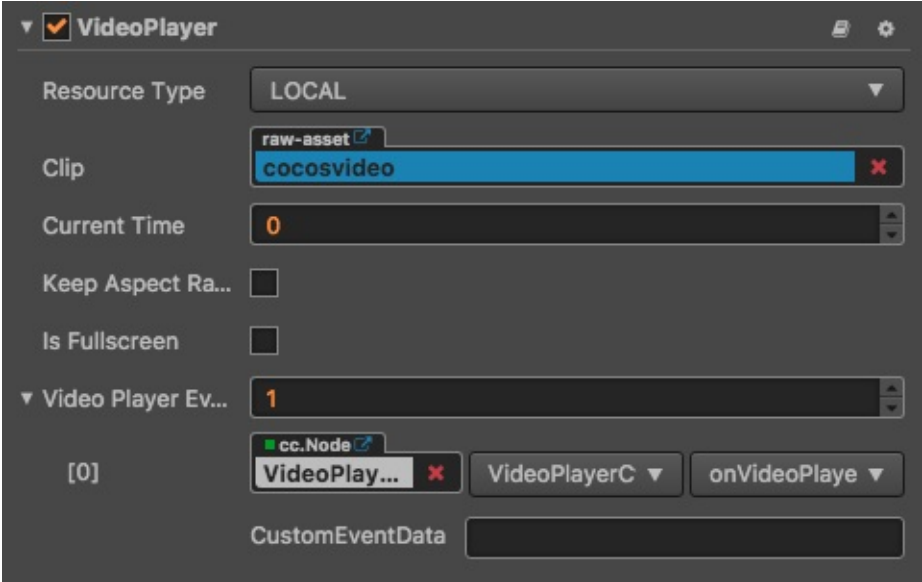 VideoPlayer
Resource Type LOCAL
raw-asset
Clip cocosvideo
Current Time 0
Keep Aspect Ra...
Is Fullscreen
Video Player Ev... 1
cc.Node
[0] VideoPlay... VideoPlayerC onVideoPlaye
CustomEventData